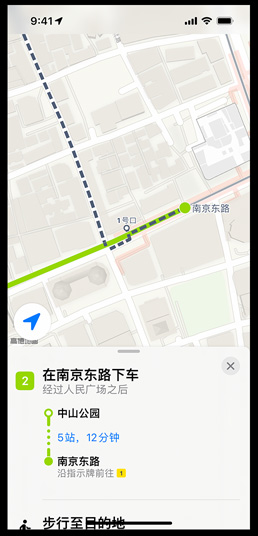 9:41
南京东路
1号口
高德地图
2
在南京东路下车
经过人民广场之后
中山公园
5站，12分钟
南京东路
沿指示牌前往 1
步行至目的地